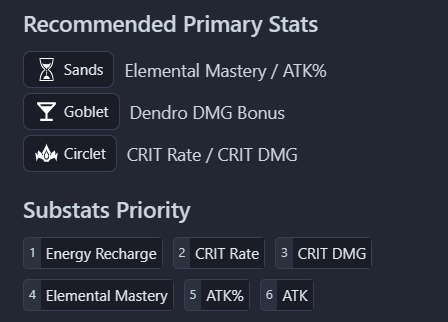 Recommended Primary Stats
Sands Elemental Mastery / ATK%
Goblet Dendro DMG Bonus
Circlet CRIT Rate / CRIT DMG
Substats Priority
1 Energy Recharge 2 CRIT Rate 3 CRIT DMG
4 Elemental Mastery 5 ATK% 6 ATK